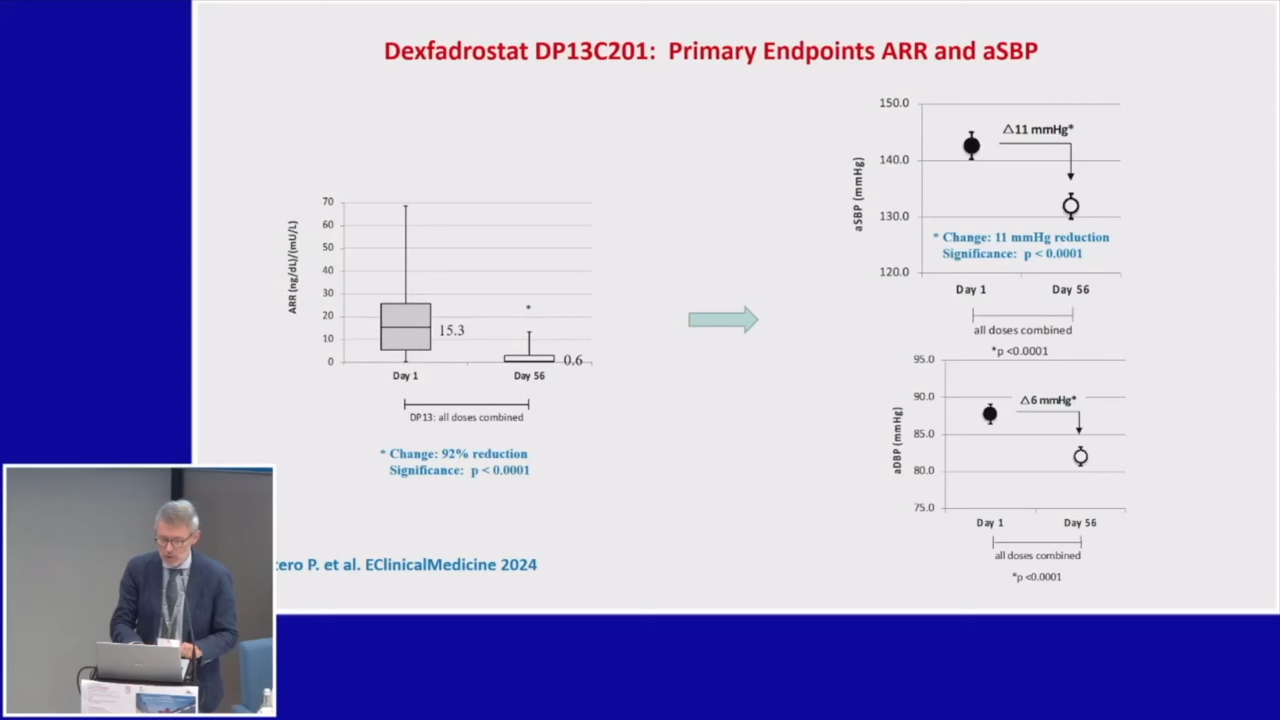 Dexfadrostat DP13C201: Primary Endpoints ARR and aSBP
ARR (ng/dL)/(mU/L)
70
60
50
40
30
20
10
0
15.3
*
0.6
Day 1
Day 56
DP13: all doses combined
* Change: 92% reduction
Significance: p < 0.0001
aSBP (mmHg)
150.0
140.0
130.0
120.0
△11 mmHg*
* Change: 11 mmHg reduction
Significance: p < 0.0001
Day 1
Day 56
all doses combined
*p <0.0001
aDBP (mmHg)
95.0
90.0
85.0
80.0
75.0
△6 mmHg*
Day 1
Day 56
all doses combined
*p <0.0001
P. et al. EClinicalMedicine 2024